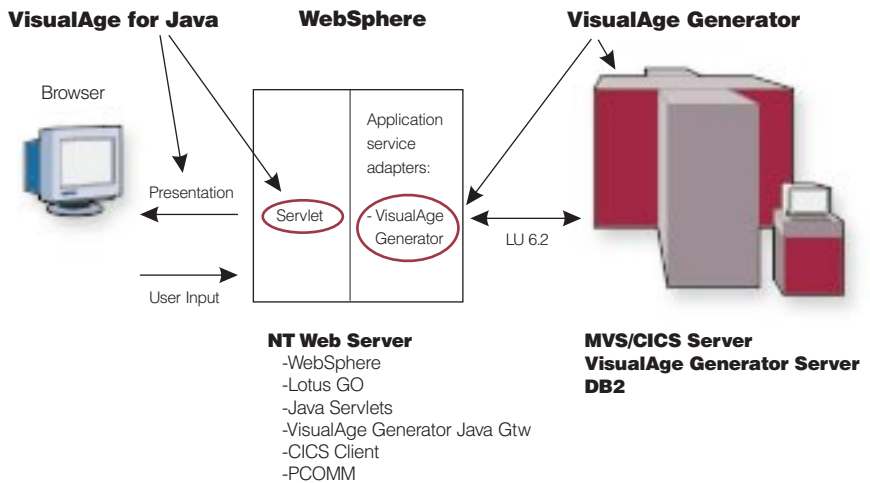 VisualAge for Java
WebSphere
VisualAge Generator
Browser
Presentation
User Input
Servlet
Application
service
adapters:
- VisualAge
Generator
LU 6.2
NT Web Server
-WebSphere
-Lotus GO
-Java Servlets
-VisualAge Generator Java Gtw
-CICS Client
-PCOMM
MVS/CICS Server
VisualAge Generator Server
DB2